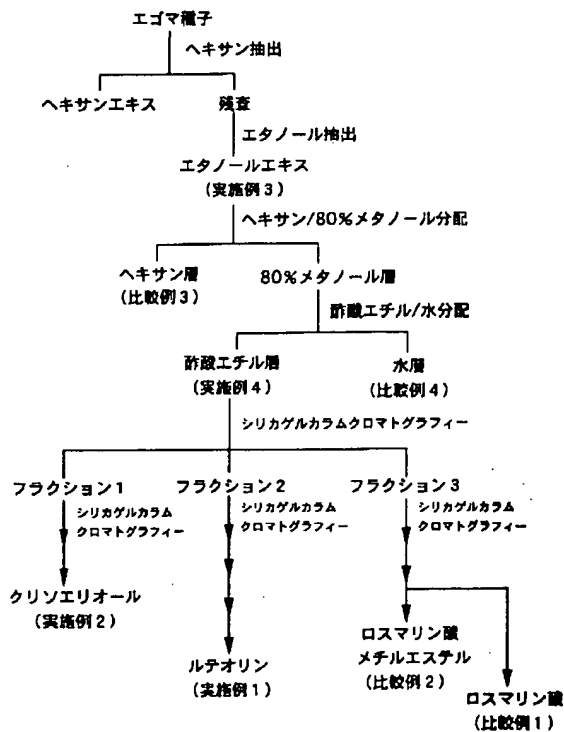 エゴマ種子
ヘキサン抽出
ヘキサンエキス
残査
エタノール抽出
エタノールエキス
(実施例3)
ヘキサン/80%メタノール分配
ヘキサン層
(比較例3)
80%メタノール層
酢酸エチル/水分配
酢酸エチル層
(実施例4)
水層
(比較例4)
シリカゲルカラムクロマトグラフィー
フラクション1
フラクション2
フラクション3
シリカゲルカラム
クロマトグラフィー
シリカゲルカラム
クロマトグラフィー
シリカゲルカラム
クロマトグラフィー
クリソエリオール
(実施例2)
ルテオリン
(実施例1)
ロスマリン酸
メチルエステル
(比較例2)
ロスマリン酸
(比較例1)